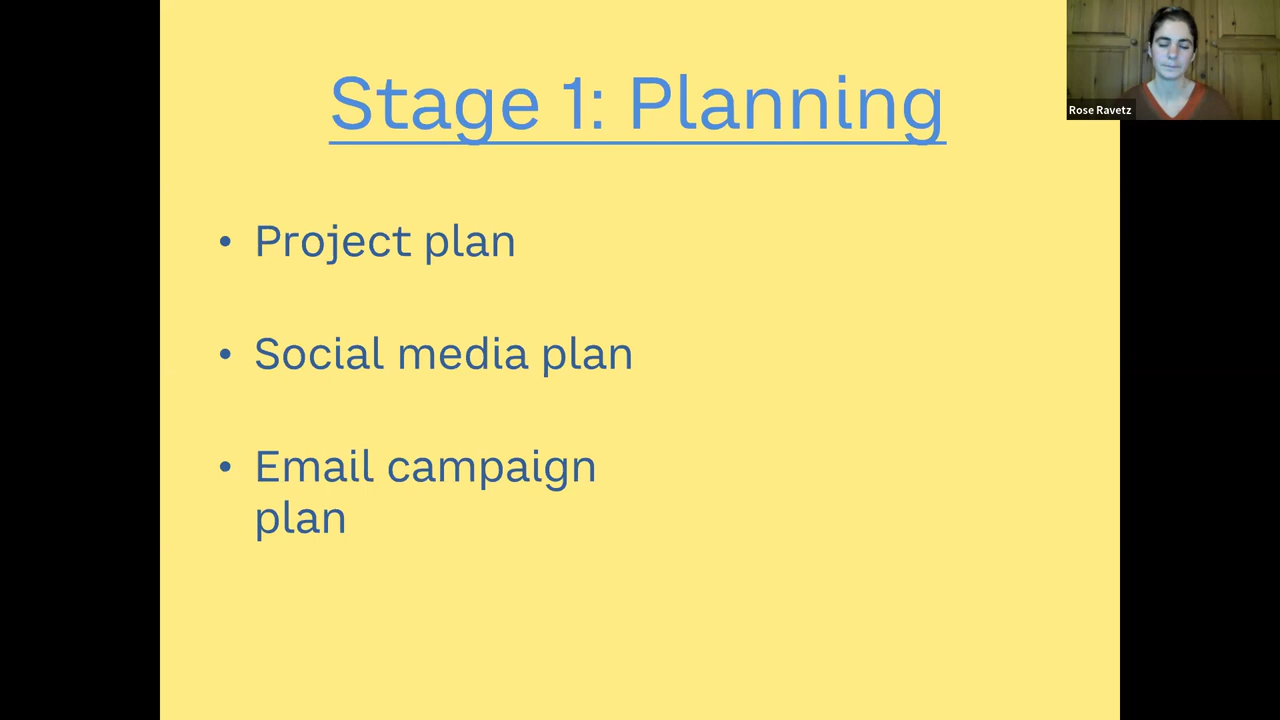 Stage 1: Planning
Rose Ravetz
• Project plan
• Social media plan
• Email campaign
plan